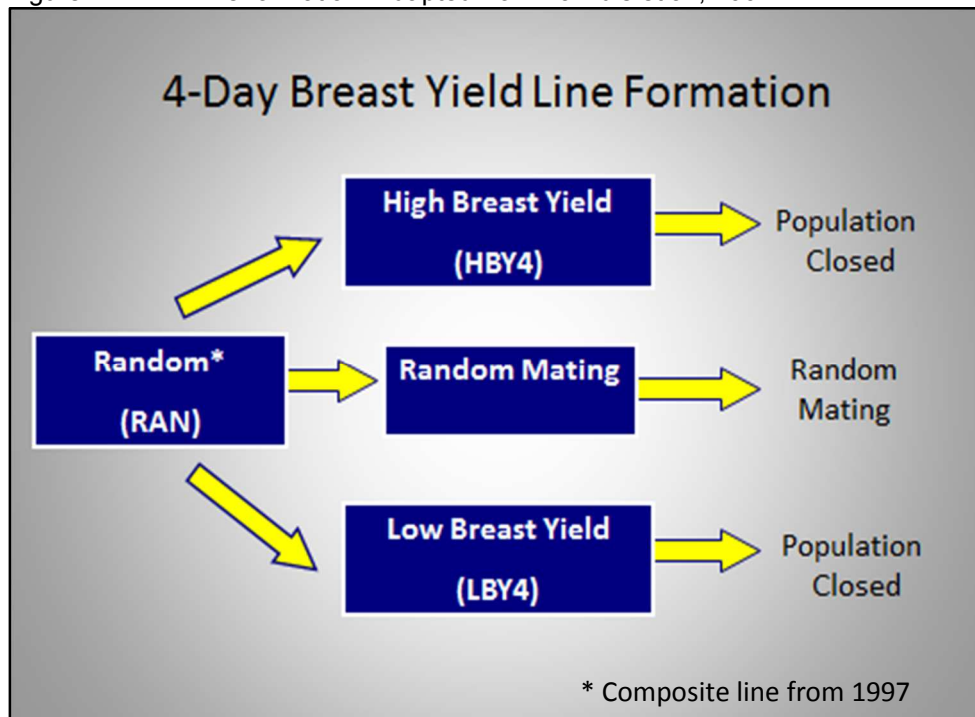 4-Day Breast Yield Line Formation
High Breast Yield
(HBY4)
Population
Closed
Random*
(RAN)
Random Mating
Random
Mating
Low Breast Yield
(LBY4)
Population
Closed
* Composite line from 1997